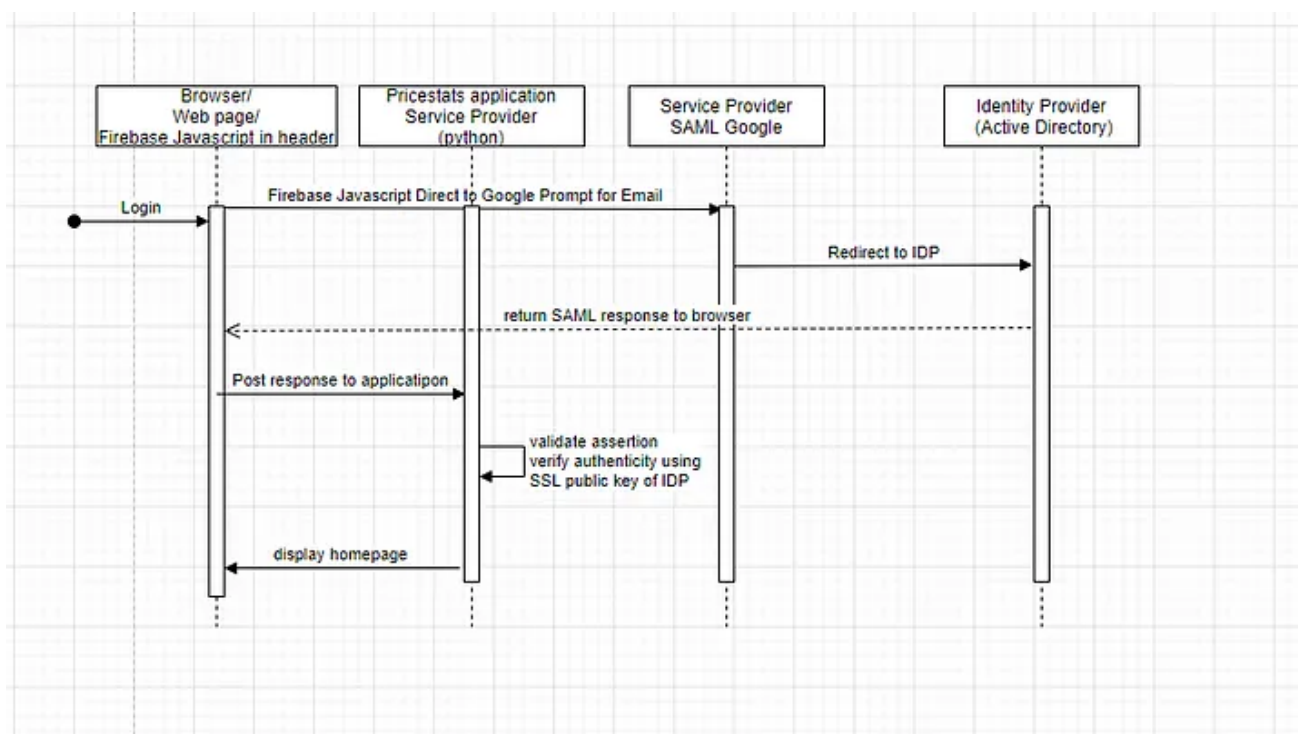 Browser/
Web page/
Firebase Javascript in header
Pricestats application
Service Provider
(python)
Service Provider
SAML Google
Identity Provider
(Active Directory)
Login
Firebase Javascript Direct to Google Prompt for Email
Redirect to IDP
return SAML response to browser
Post response to applicatipon
validate assertion
verify authenticity using
SSL public key of IDP
display homepage